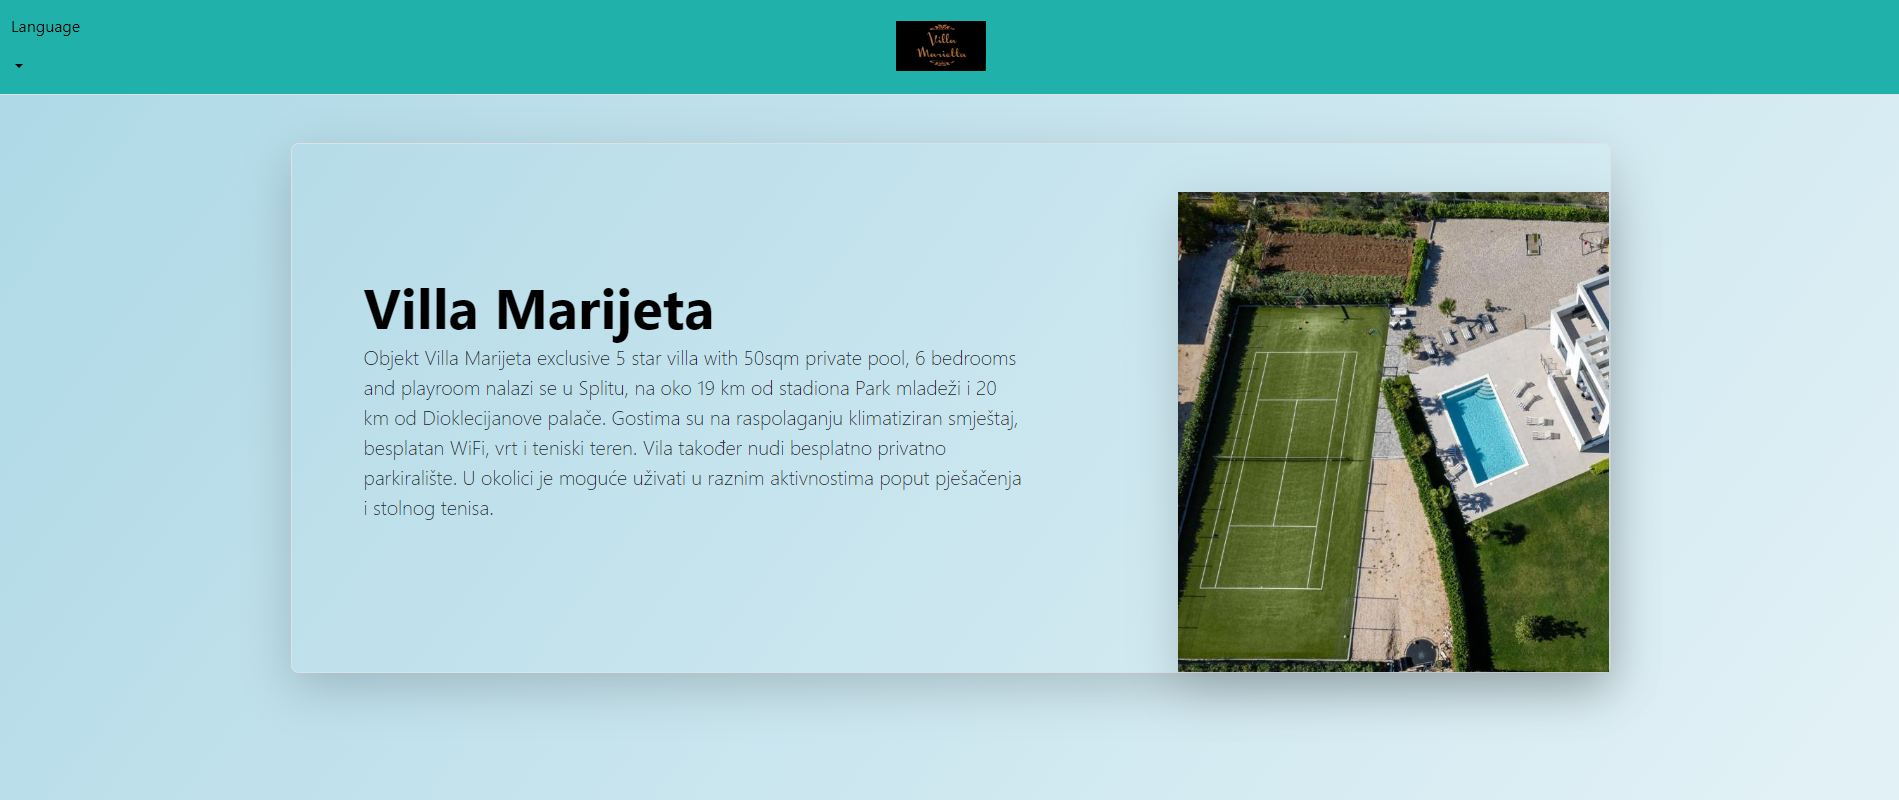 Language
Villa
Marietta
Villa Marijeta
Objekt Villa Marijeta exclusive 5 star villa with 50sqm private pool, 6 bedrooms
and playroom nalazi se u Splitu, na oko 19 km od stadiona Park mladeži i 20
km od Dioklecijanove palače. Gostima su na raspolaganju klimatiziran smještaj,
besplatan WiFi, vrt i teniski teren. Vila također nudi besplatno privatno
parkiralište. U okolici je moguće uživati u raznim aktivnostima poput pješačenja
i stolnog tenisa.